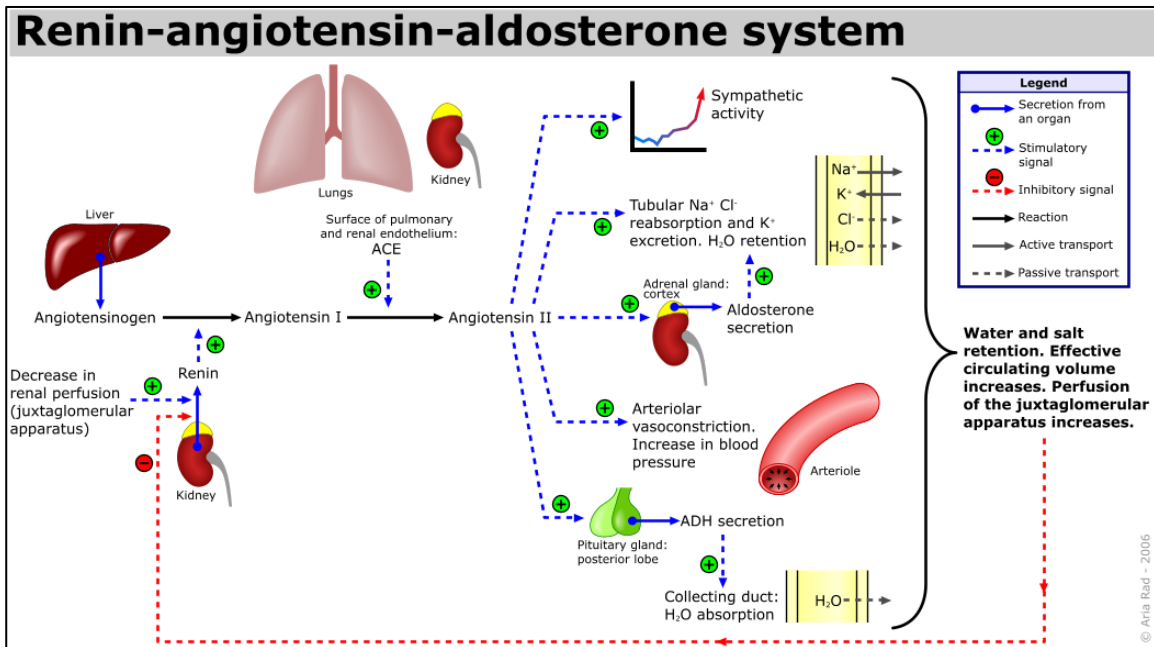 Renin-angiotensin-aldosterone system
Legend
Secretion from
an organ
+
Stimulatory
signal
−
Inhibitory signal
Reaction
Active transport
Passive transport
Lungs
Kidney
Surface of pulmonary
and renal endothelium:
ACE
+
Liver
Angiotensinogen
Angiotensin I
Angiotensin II
+
Renin
Decrease in
renal perfusion
(juxtaglomerular
apparatus)
+
−
Kidney
+
Sympathetic
activity
+
Tubular Na⁺ Cl⁻
reabsorption and K⁺
excretion. H₂O retention
Na⁺
K⁺
Cl⁻
H₂O
+
Adrenal gland:
cortex
+
Aldosterone
secretion
+
Arteriolar
vasoconstriction.
Increase in blood
pressure
Arteriole
+
Pituitary gland:
posterior lobe
ADH secretion
+
Collecting duct:
H₂O absorption
H₂O
Water and salt
retention. Effective
circulating volume
increases. Perfusion
of the juxtaglomerular
apparatus increases.
© Aria Rad - 2006